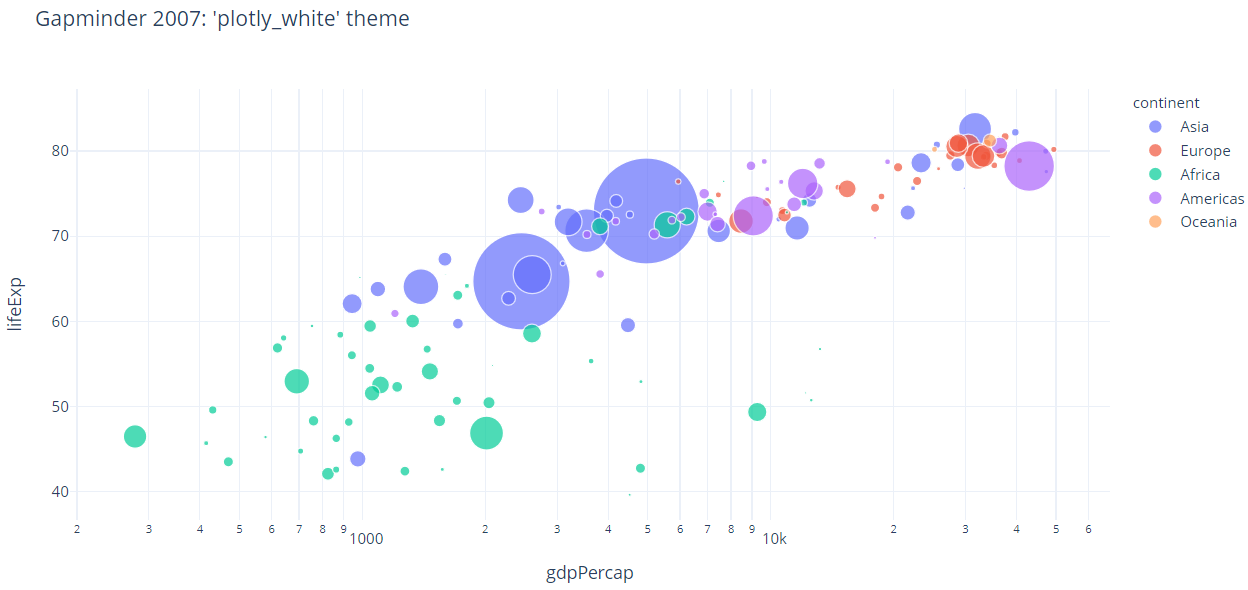 Gapminder 2007: 'plotly_white' theme
continent
Asia
Europe
Africa
Americas
Oceania
lifeExp
80
70
60
50
40
2 3 4 5 6 7 8 9 1000 2 3 4 5 6 7 8 9 10k 2 3 4 5 6
gdpPercap